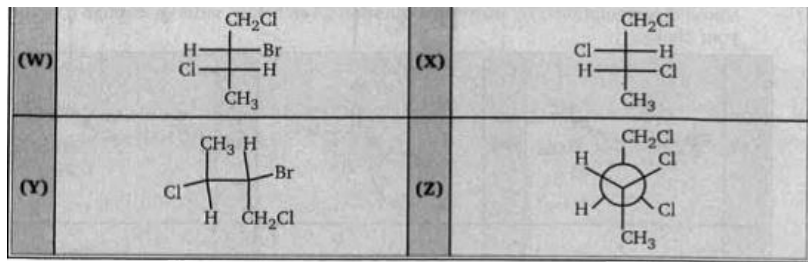 (W)
CH₂Cl
H Br
Cl H
CH₃
(X)
CH₂Cl
Cl H
H Cl
CH₃
(Y)
CH₃ H
Br
Cl
H CH₂Cl
(Z)
CH₂Cl
H Cl
H Cl
CH₃